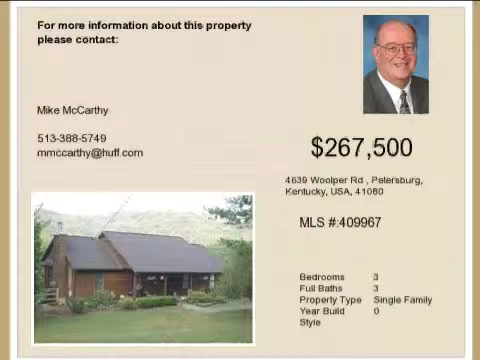 For more information about this property
please contact:
Mike McCarthy
513-388-5749
mmccarthy@huff.com
$267,500
4639 Woolper Rd , Petersburg,
Kentucky, USA, 41080
MLS #:409967
Bedrooms 3
Full Baths 3
Property Type Single Family
Year Build 0
Style